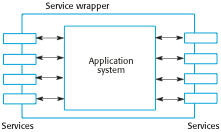 Service wrapper
Application
system
Services
Services